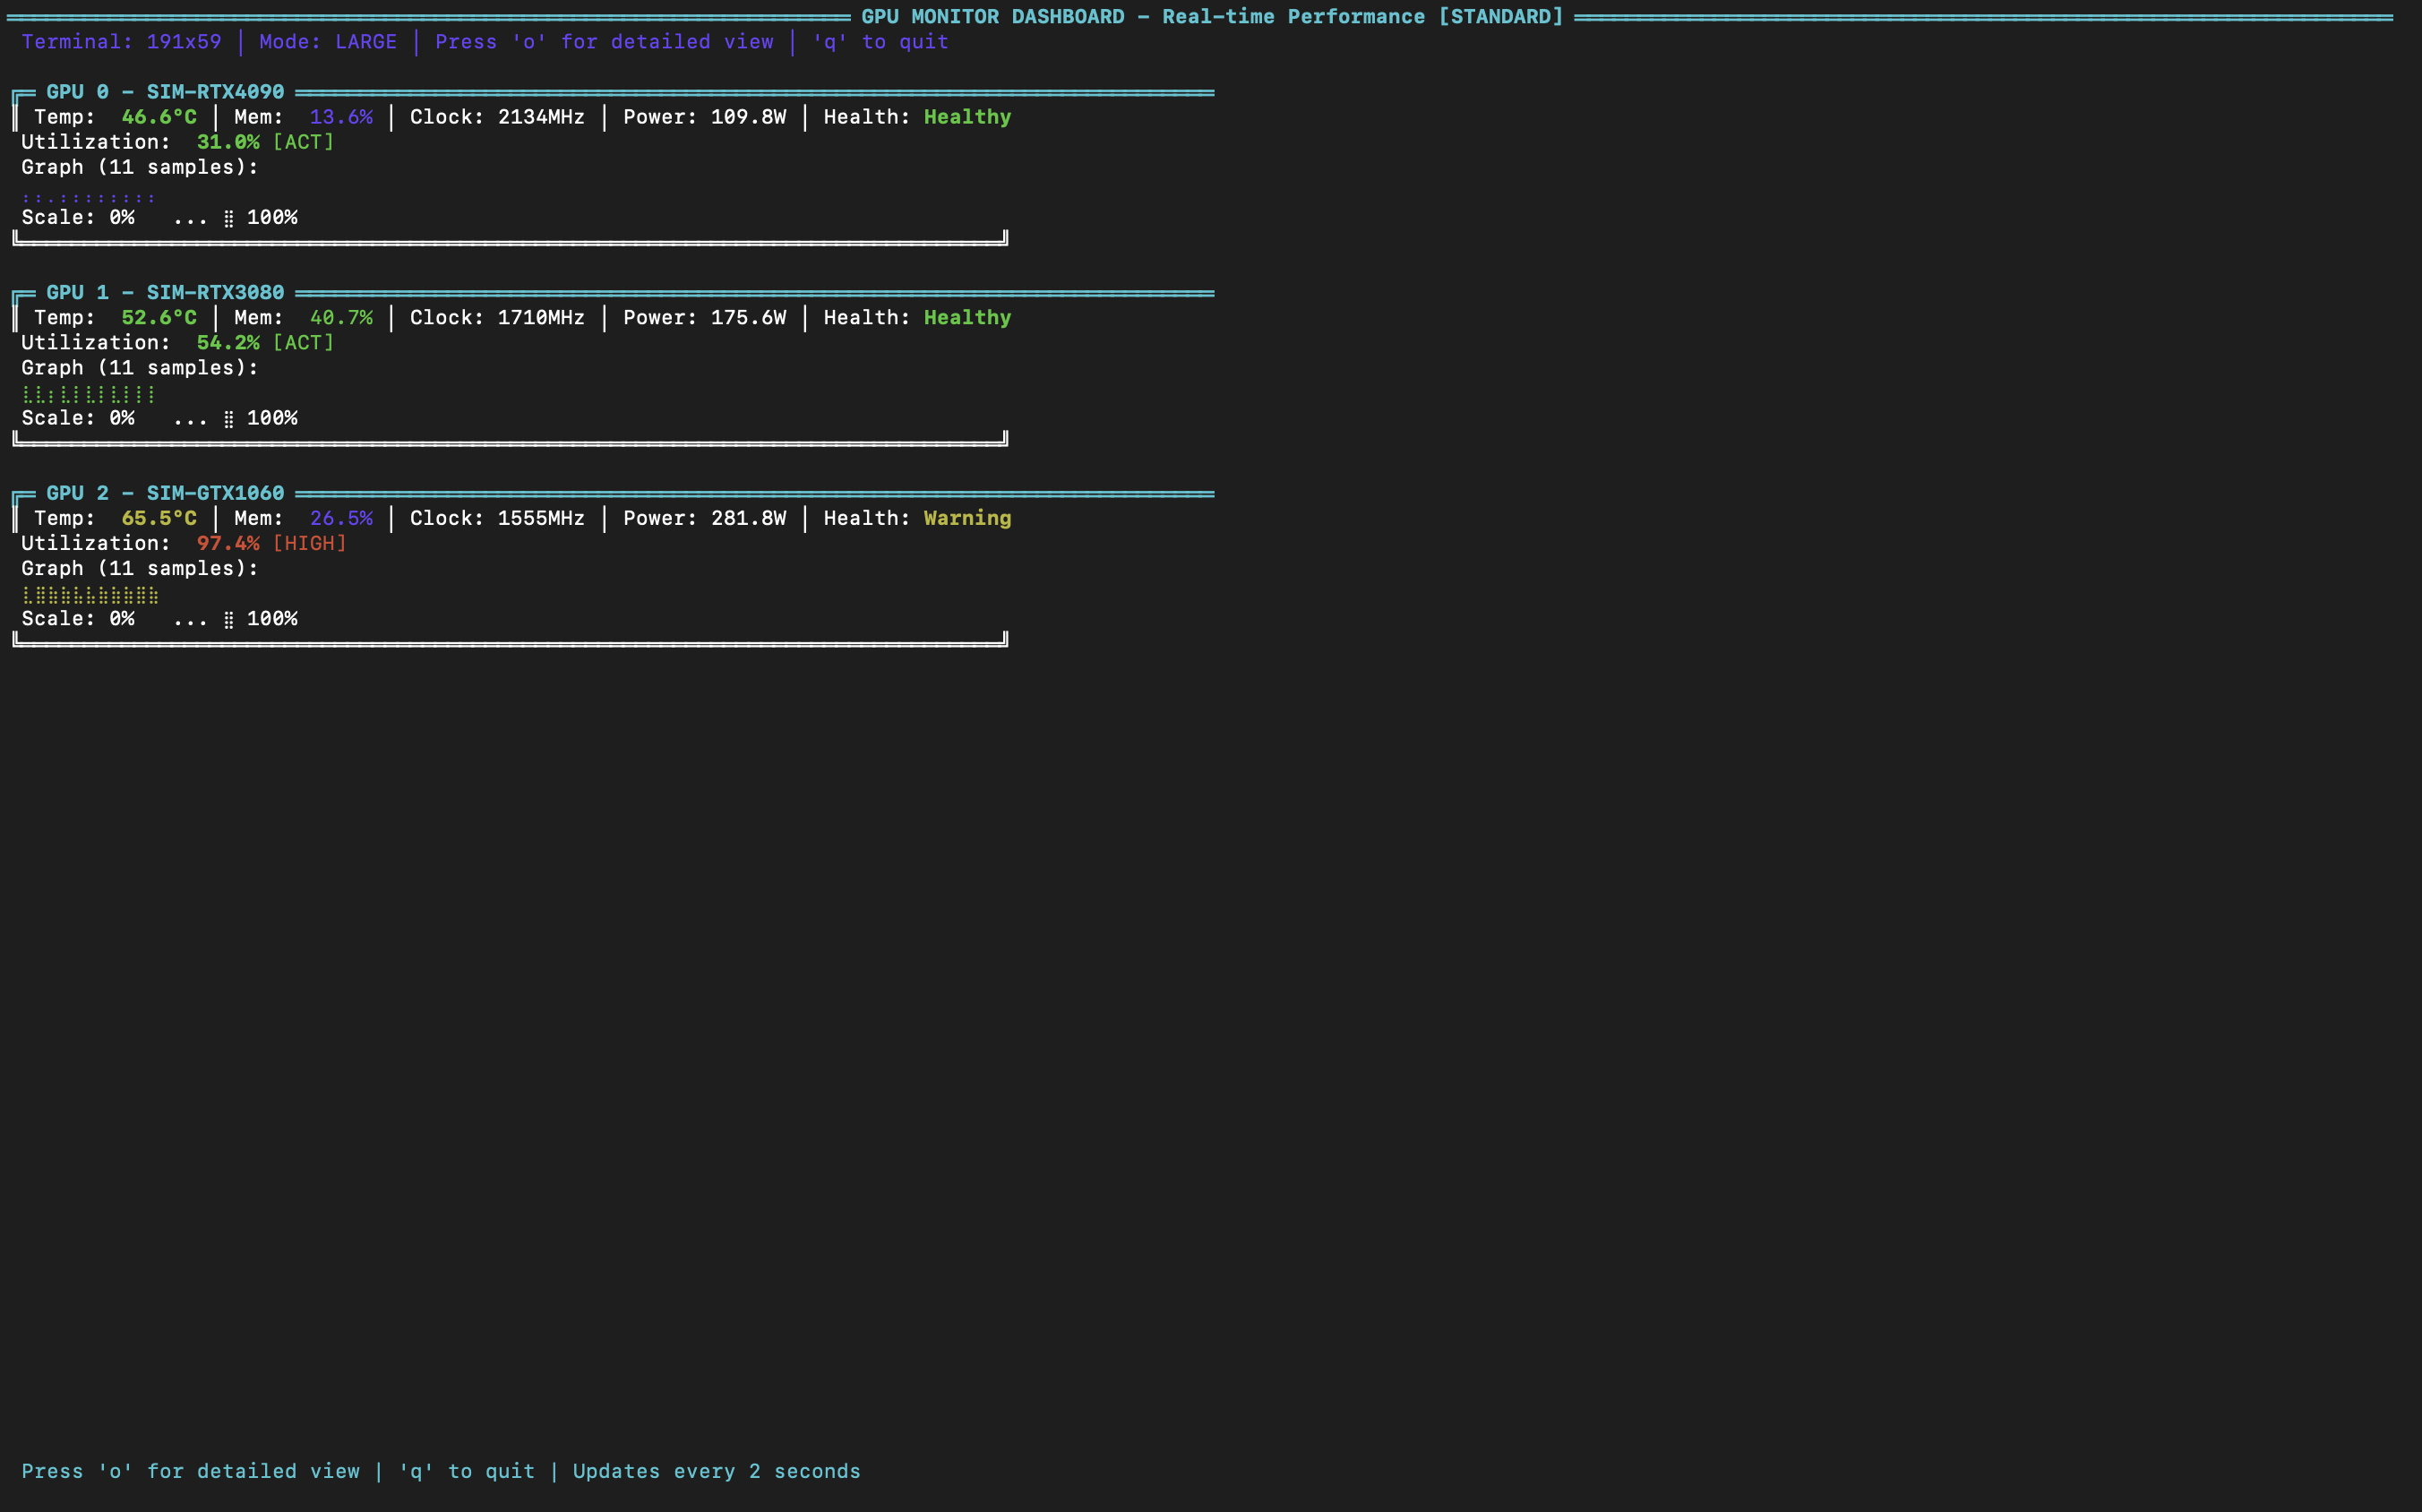 GPU MONITOR DASHBOARD - Real-time Performance [STANDARD]
Terminal: 191x59 │ Mode: LARGE │ Press 'o' for detailed view │ 'q' to quit
GPU 0 - SIM-RTX4090
Temp: 46.6°C │ Mem: 13.6% │ Clock: 2134MHz │ Power: 109.8W │ Health: Healthy
Utilization: 31.0% [ACT]
Graph (11 samples):
Scale: 0% ... ⣿ 100%
GPU 1 - SIM-RTX3080
Temp: 52.6°C │ Mem: 40.7% │ Clock: 1710MHz │ Power: 175.6W │ Health: Healthy
Utilization: 54.2% [ACT]
Graph (11 samples):
Scale: 0% ... ⣿ 100%
GPU 2 - SIM-GTX1060
Temp: 65.5°C │ Mem: 26.5% │ Clock: 1555MHz │ Power: 281.8W │ Health: Warning
Utilization: 97.4% [HIGH]
Graph (11 samples):
Scale: 0% ... ⣿ 100%
Press 'o' for detailed view | 'q' to quit | Updates every 2 seconds